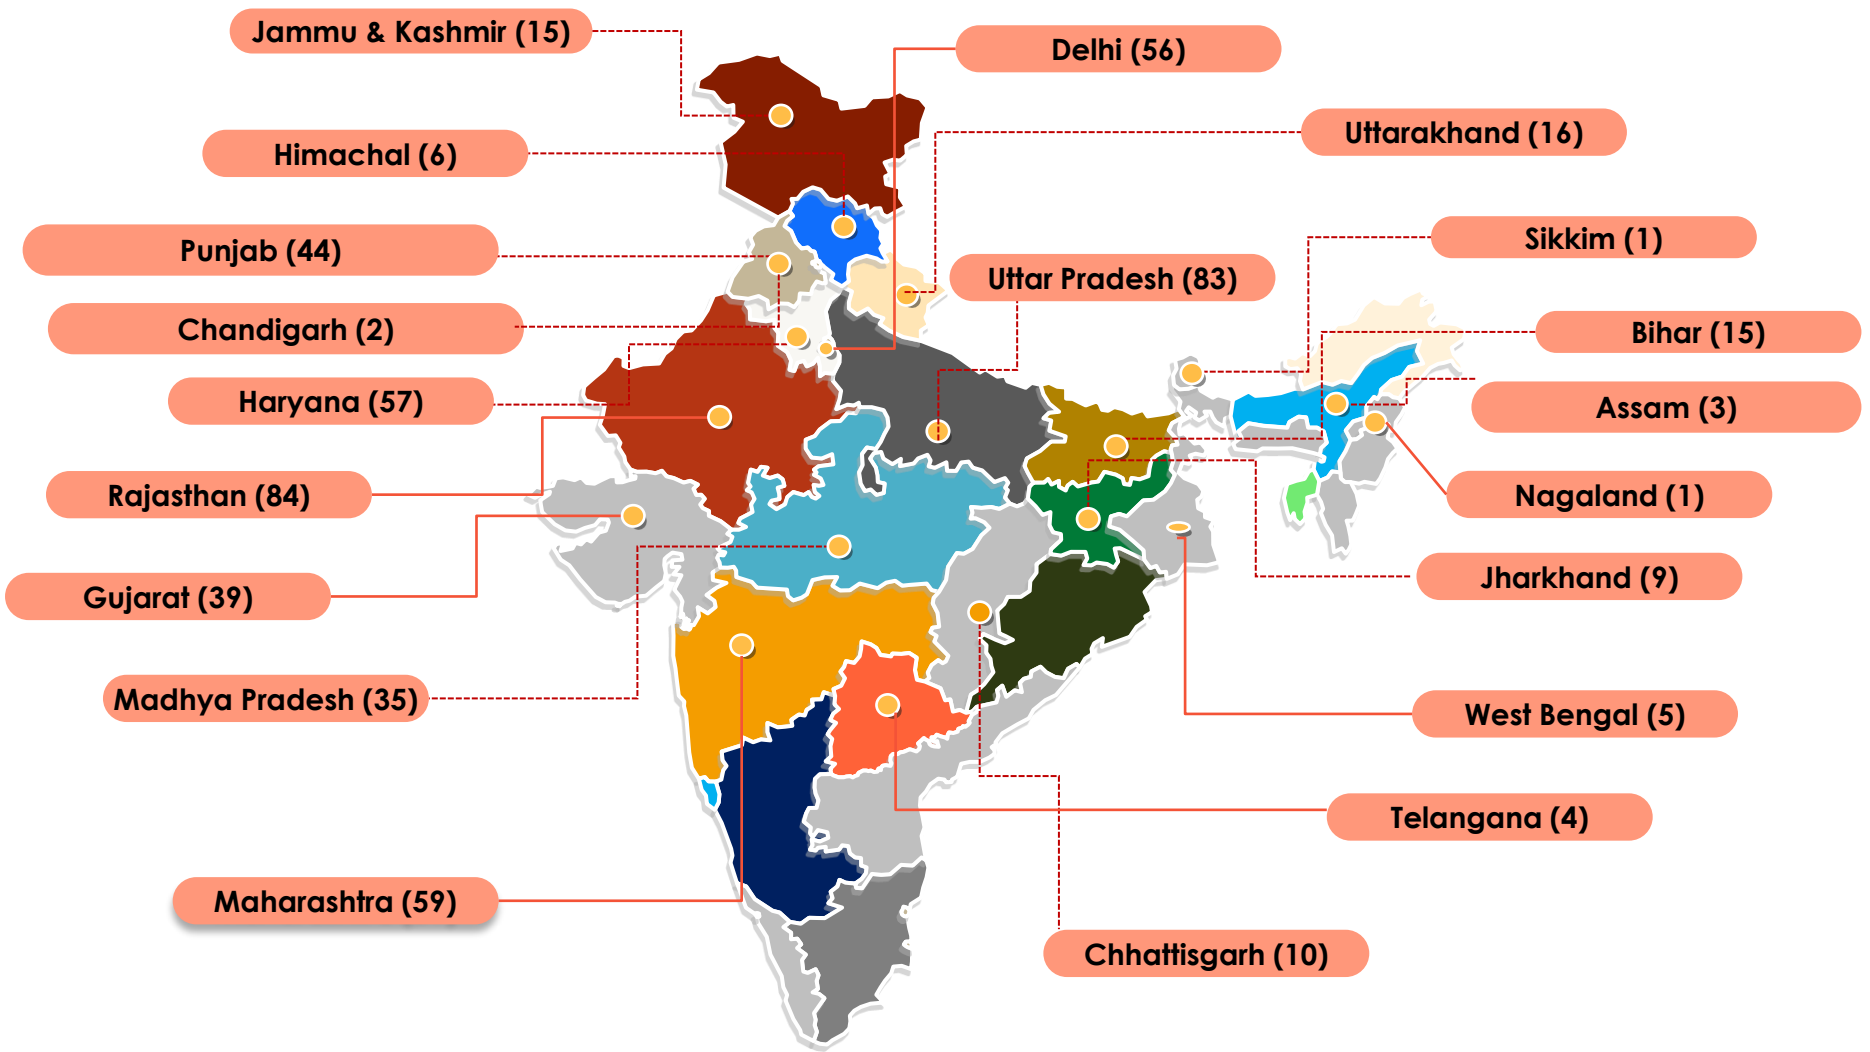 Jammu & Kashmir (15)
Delhi (56)
Uttarakhand (16)
Himachal (6)
Sikkim (1)
Punjab (44)
Uttar Pradesh (83)
Chandigarh (2)
Bihar (15)
Haryana (57)
Assam (3)
Rajasthan (84)
Nagaland (1)
Jharkhand (9)
Gujarat (39)
Madhya Pradesh (35)
West Bengal (5)
Telangana (4)
Maharashtra (59)
Chhattisgarh (10)